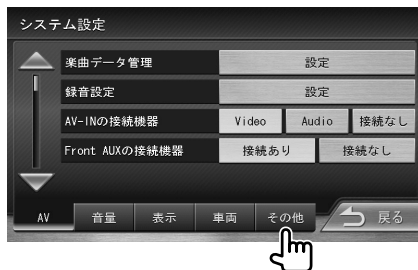 システム設定
楽曲データ管理 設定
録音設定 設定
AV-INの接続機器 Video Audio 接続なし
Front AUXの接続機器 接続あり 接続なし
AV 音量 表示 車両 その他 戻る